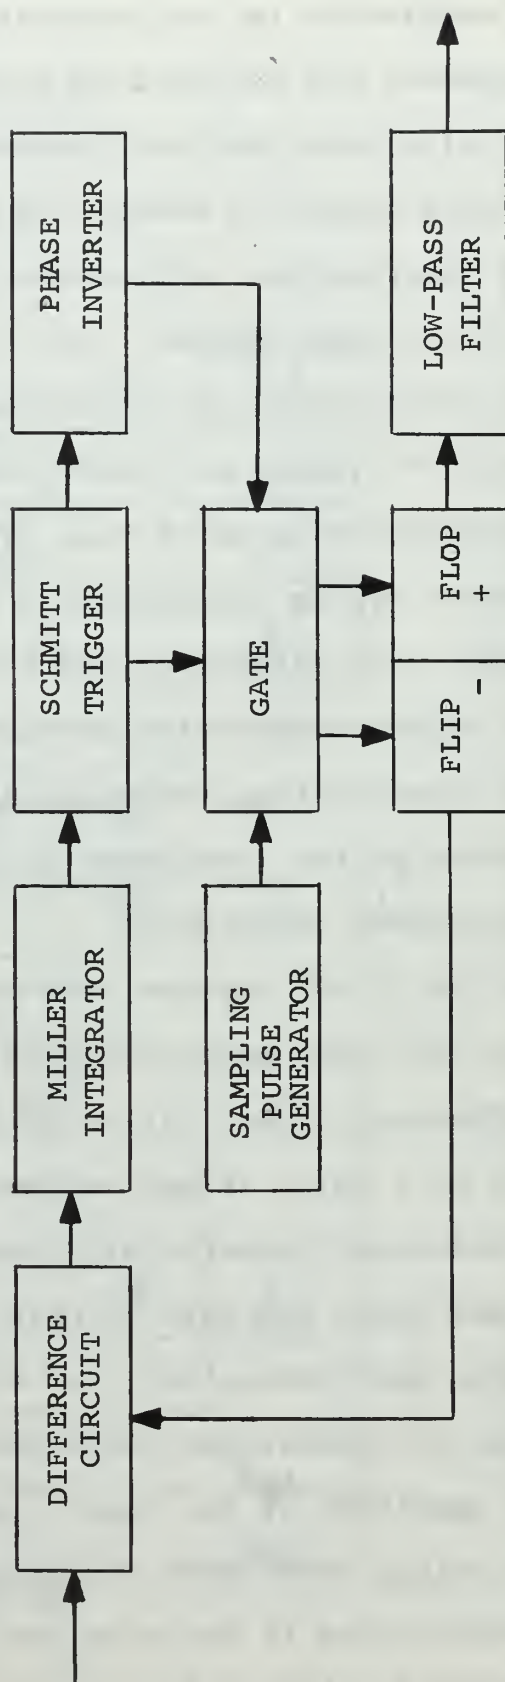 DIFFERENCE
CIRCUIT
MILLER
INTEGRATOR
SCHMITT
TRIGGER
PHASE
INVERTER
SAMPLING
PULSE
GENERATOR
GATE
FLIP
-
FLOP
+
LOW-PASS
FILTER